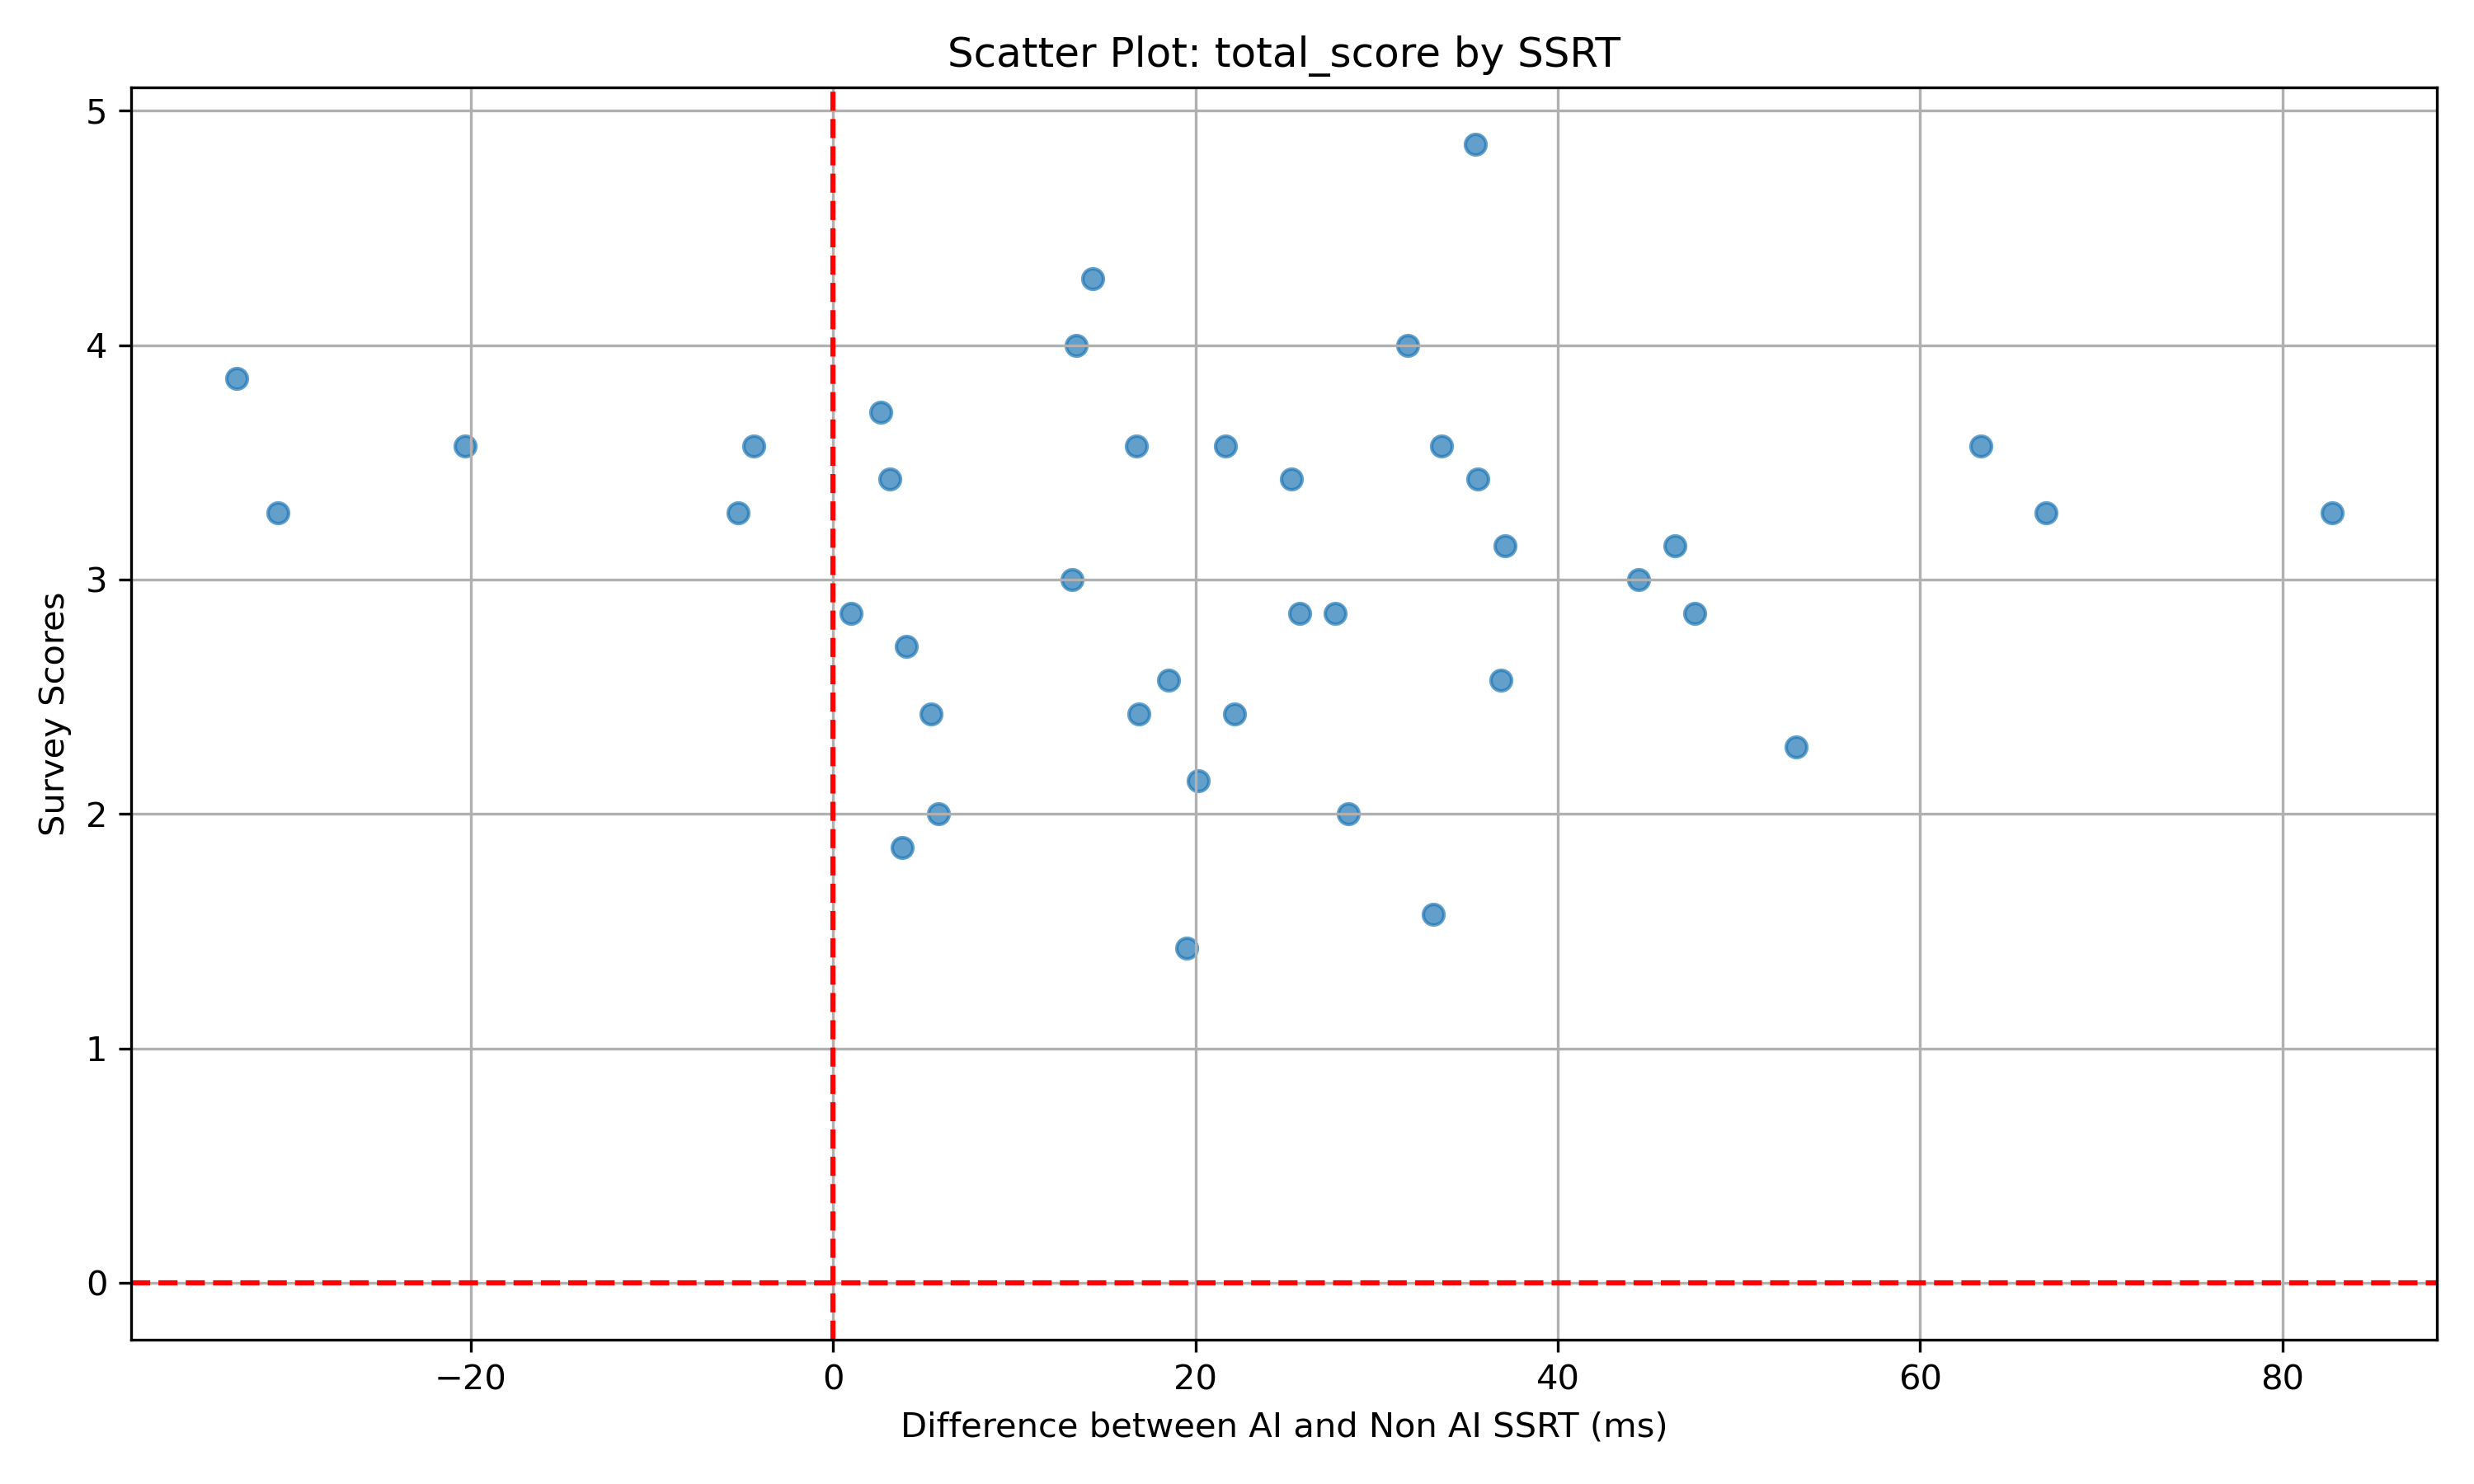 Scatter Plot: total_score by SSRT
5
4
3
2
1
0
Survey Scores
−20 0 20 40 60 80
Difference between AI and Non AI SSRT (ms)